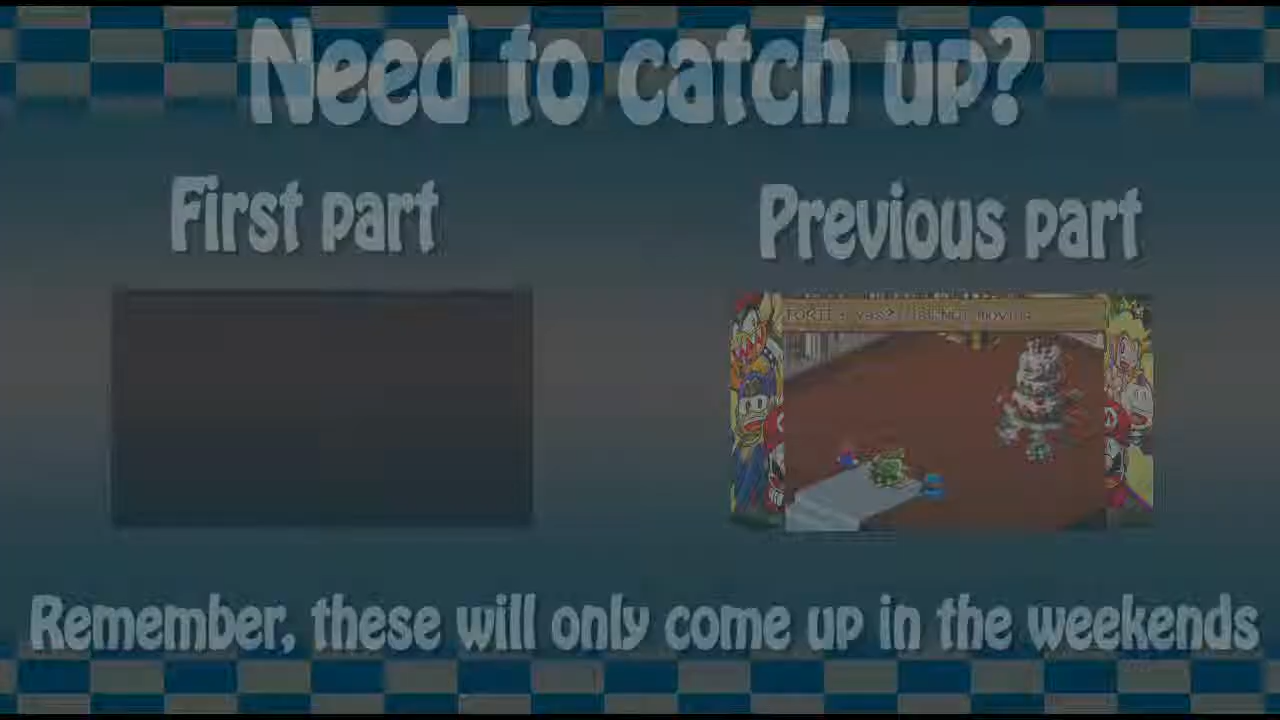 Need to catch up?
First part
Previous part
Remember, these will only come up in the weekends